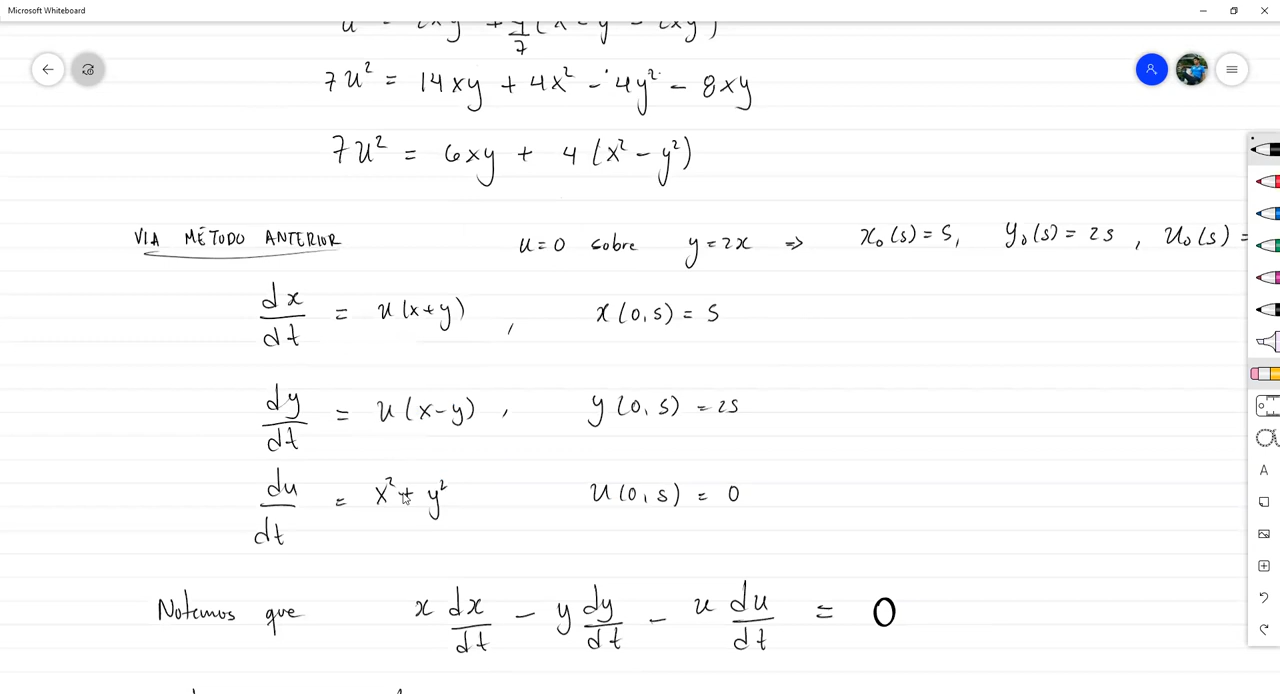 Microsoft Whiteboard
7u² = 14xy + 4x² - 4y² - 8xy
7u² = 6xy + 4(x² - y²)
VIA MÉTODO ANTERIOR u=0 sobre y=2x ⇒ x₀(s)=s, y₀(s)=2s, u₀(s)=
dx/dt = u(x+y), x(0,s) = s
dy/dt = u(x-y), y(0,s) = 2s
du/dt = x² + y² u(0,s) = 0
Notemos que x dx/dt - y dy/dt - u du/dt = 0
A